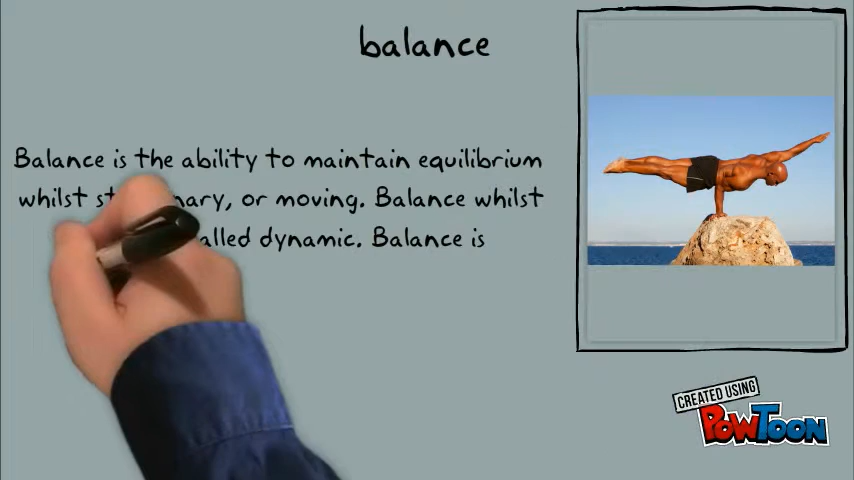 balance
Balance is the ability to maintain equilibrium
whilst or moving. Balance whilst
dynamic. Balance is
CREATED USING
POWTOON